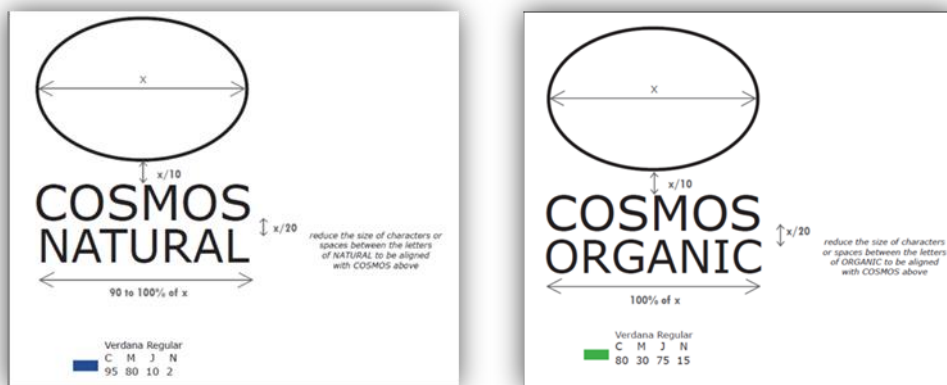 x
x/10
COSMOS
NATURAL
x/20
reduce the size of characters or
spaces between the letters
of NATURAL to be aligned
with COSMOS above
90 to 100% of x
Verdana Regular
C M J N
95 80 10 2
x
x/10
COSMOS
ORGANIC
x/20
reduce the size of characters
or spaces between the letters
of ORGANIC to be aligned
with COSMOS above
100% of x
Verdana Regular
C M J N
80 30 75 15